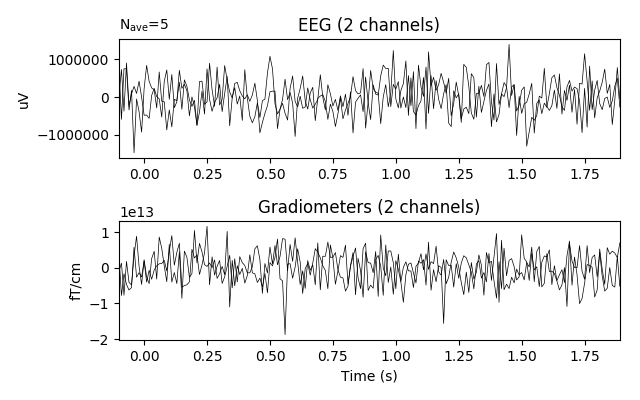 N_ave=5
EEG (2 channels)
uV
1000000
0
−1000000
0.00 0.25 0.50 0.75 1.00 1.25 1.50 1.75
1e13
Gradiometers (2 channels)
fT/cm
1
0
−1
−2
0.00 0.25 0.50 0.75 1.00 1.25 1.50 1.75
Time (s)